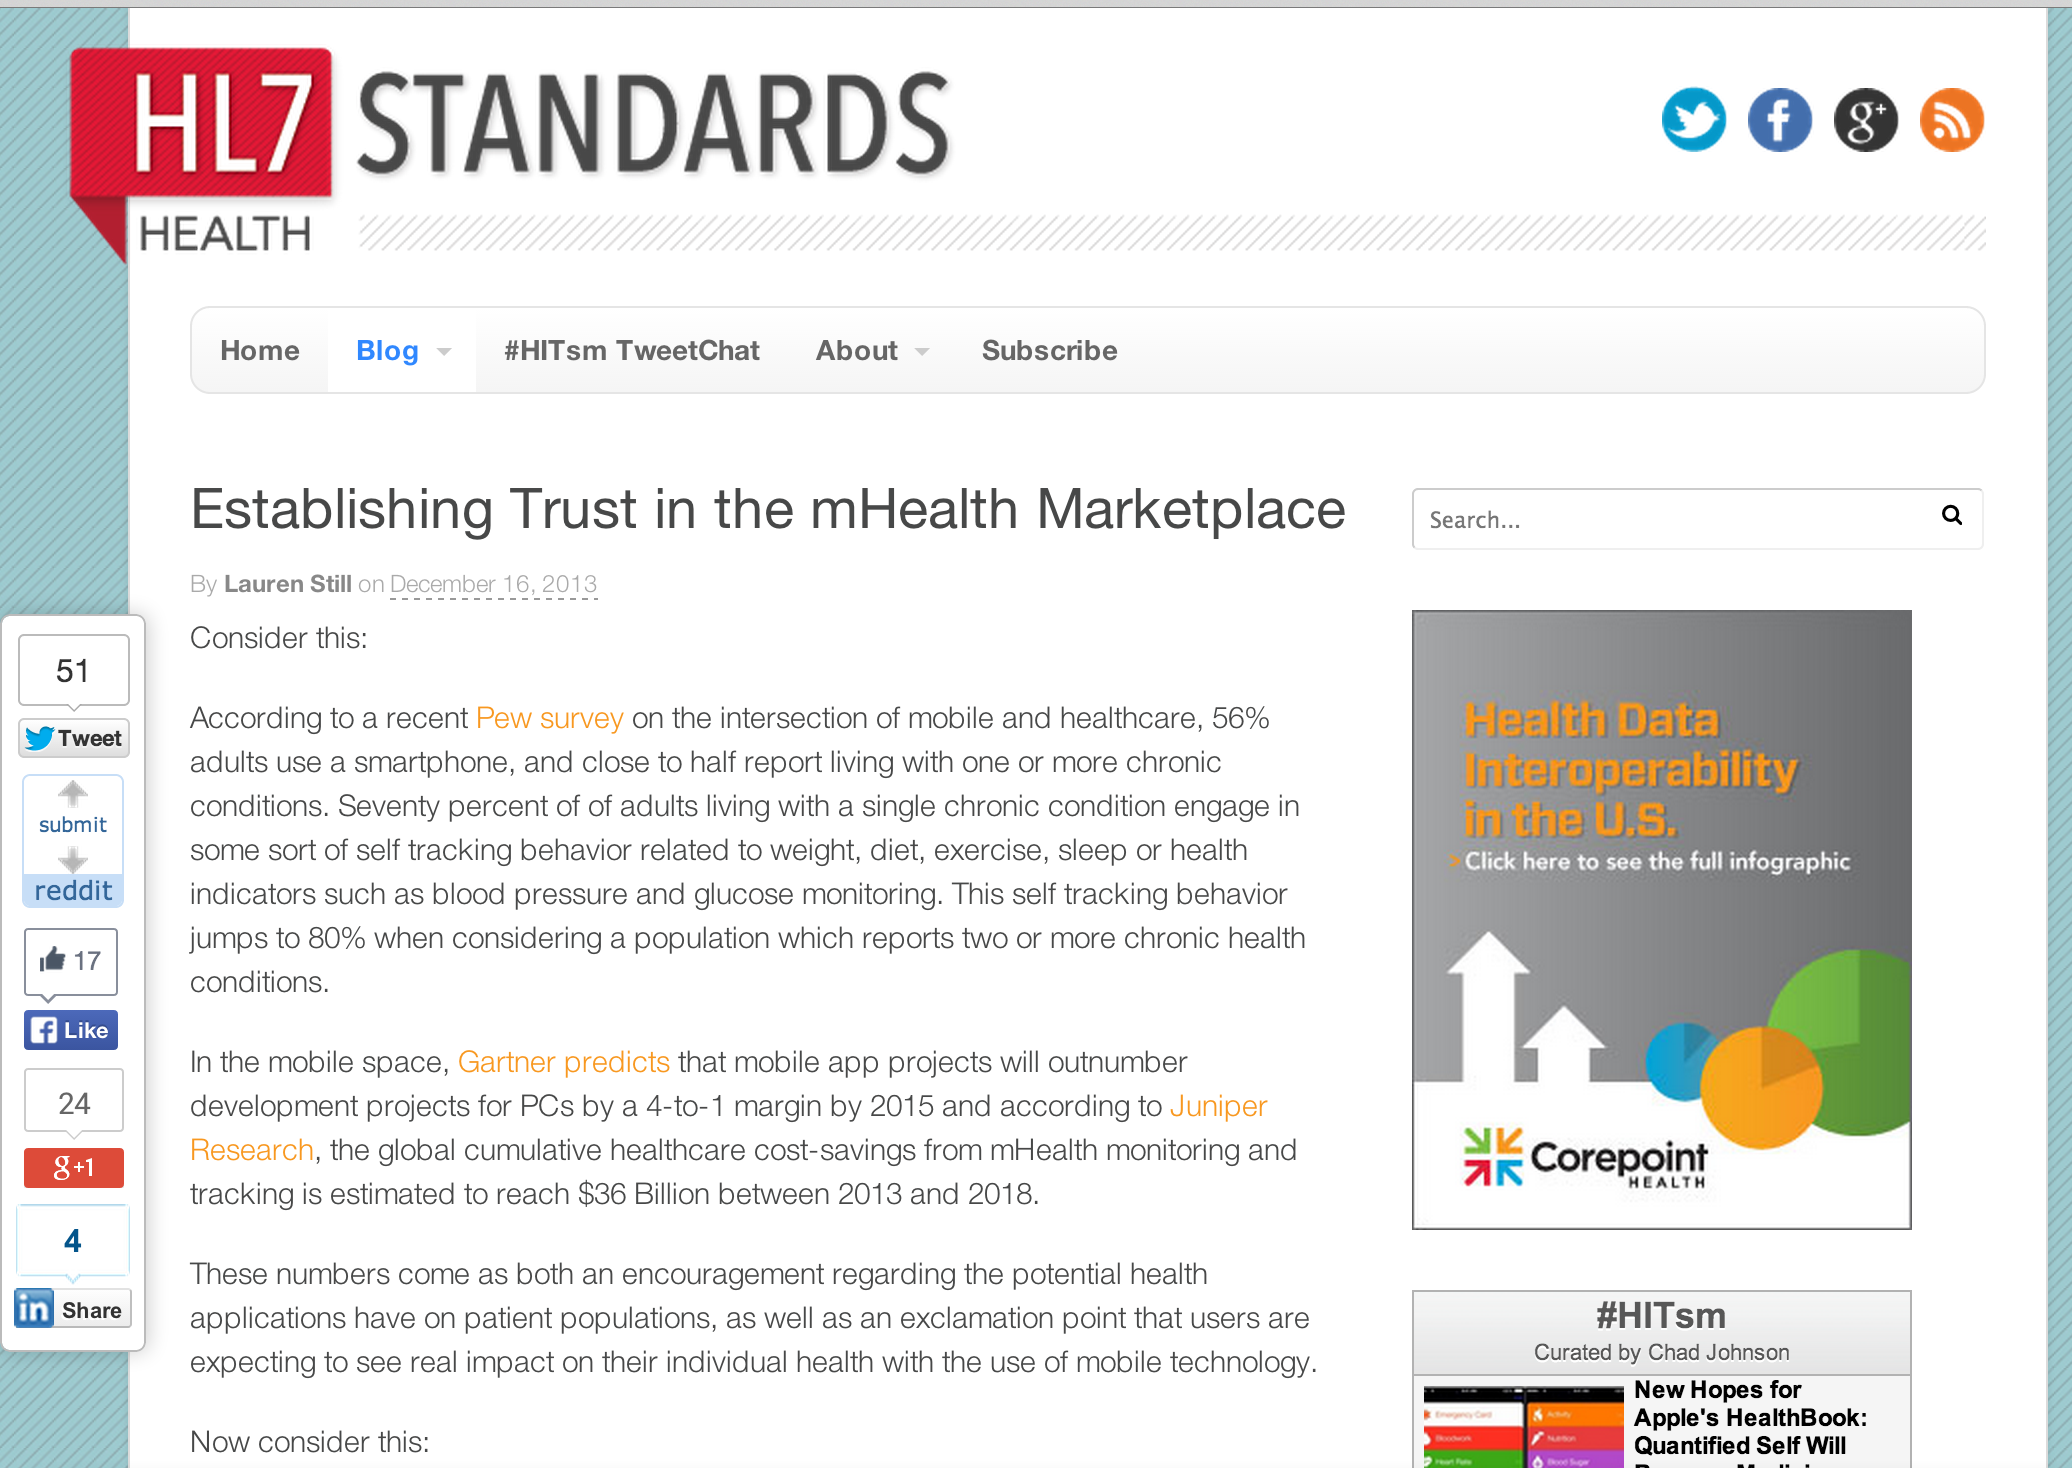 HL7 STANDARDS
HEALTH
Home
Blog
#HITsm TweetChat
About
Subscribe
Establishing Trust in the mHealth Marketplace
By Lauren Still on December 16, 2013
Consider this:
According to a recent Pew survey on the intersection of mobile and healthcare, 56%
adults use a smartphone, and close to half report living with one or more chronic
conditions. Seventy percent of of adults living with a single chronic condition engage in
some sort of self tracking behavior related to weight, diet, exercise, sleep or health
indicators such as blood pressure and glucose monitoring. This self tracking behavior
jumps to 80% when considering a population which reports two or more chronic health
conditions.
In the mobile space, Gartner predicts that mobile app projects will outnumber
development projects for PCs by a 4-to-1 margin by 2015 and according to Juniper
Research, the global cumulative healthcare cost-savings from mHealth monitoring and
tracking is estimated to reach $36 Billion between 2013 and 2018.
These numbers come as both an encouragement regarding the potential health
applications have on patient populations, as well as an exclamation point that users are
expecting to see real impact on their individual health with the use of mobile technology.
Now consider this:
51
Tweet
submit
reddit
17
Like
24
g+1
4
in Share
Search...
Health Data
Interoperability
in the U.S.
>Click here to see the full infographic
Corepoint
HEALTH
#HITsm
Curated by Chad Johnson
New Hopes for
Apple's HealthBook:
Quantified Self Will
Emergency Card
Activity
Bloodwork
Nutrition
Heart Rate
Blood Sugar